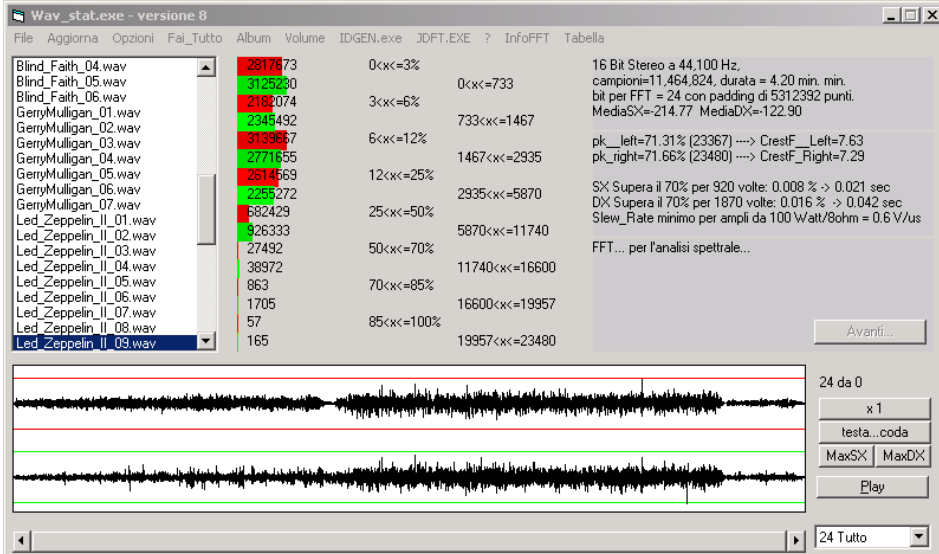 Wav_stat.exe - versione 8
File Aggiorna Opzioni Fai_Tutto Album Volume IDGEN.exe JDFT.EXE ? InfoFFT Tabella
Blind_Faith_04.wav
Blind_Faith_05.wav
Blind_Faith_06.wav
GerryMulligan_01.wav
GerryMulligan_02.wav
GerryMulligan_03.wav
GerryMulligan_04.wav
GerryMulligan_05.wav
GerryMulligan_06.wav
GerryMulligan_07.wav
Led_Zeppelin_II_01.wav
Led_Zeppelin_II_02.wav
Led_Zeppelin_II_03.wav
Led_Zeppelin_II_04.wav
Led_Zeppelin_II_05.wav
Led_Zeppelin_II_06.wav
Led_Zeppelin_II_07.wav
Led_Zeppelin_II_08.wav
Led_Zeppelin_II_09.wav
2817673 0<x<=3%
3125230 0<x<=733
2182074 3<x<=6%
2345492 733<x<=1467
3139667 6<x<=12%
2771655 1467<x<=2935
2614569 12<x<=25%
2255272 2935<x<=5870
682429 25<x<=50%
926333 5870<x<=11740
27492 50<x<=70%
38972 11740<x<=16600
863 70<x<=85%
1705 16600<x<=19957
57 85<x<=100%
165 19957<x<=23480
16 Bit Stereo a 44,100 Hz,
campioni=11,464,824, durata = 4.20 min. min.
bit per FFT = 24 con padding di 5312392 punti.
MediaSX=-214.77 MediaDX=-122.90
pk__left=71.31% (23367) ----> CrestF__Left=7.63
pk_right=71.66% (23480) ----> CrestF_Right=7.29
SX Supera il 70% per 920 volte: 0.008 % -> 0.021 sec
DX Supera il 70% per 1870 volte: 0.016 % -> 0.042 sec
Slew_Rate minimo per ampli da 100 Watt/8ohm = 0.6 V/us
FFT... per l'analisi spettrale...
Avanti...
24 da 0
x 1
testa...coda
MaxSX MaxDX
Play
24 Tutto